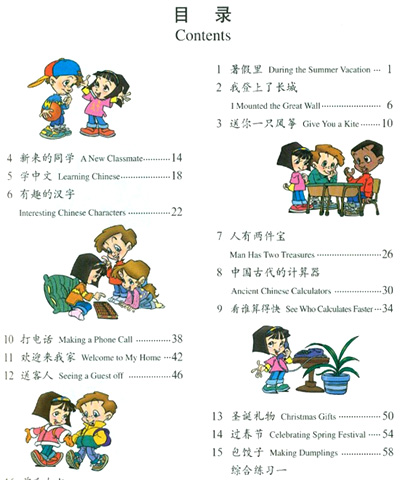 目 录
Contents
1 暑假里 During the Summer Vacation ··· 1
2 我登上了长城
I Mounted the Great Wall ························ 6
3 送你一只风筝 Give You a Kite ········ 10
4 新来的同学 A New Classmate ············ 14
5 学中文 Learning Chinese ················ 18
6 有趣的汉字
Interesting Chinese Characters ·············· 22
7 人有两件宝
Man Has Two Treasures ······················ 26
8 中国古代的计算器
Ancient Chinese Calculators ················ 30
9 看谁算得快 See Who Calculates Faster ··· 34
10 打电话 Making a Phone Call ············ 38
11 欢迎来我家 Welcome to My Home ··· 42
12 送客人 Seeing a Guest off ··············· 46
13 圣诞礼物 Christmas Gifts ················ 50
14 过春节 Celebrating Spring Festival ····· 54
15 包饺子 Making Dumplings ··············· 58
综合练习一